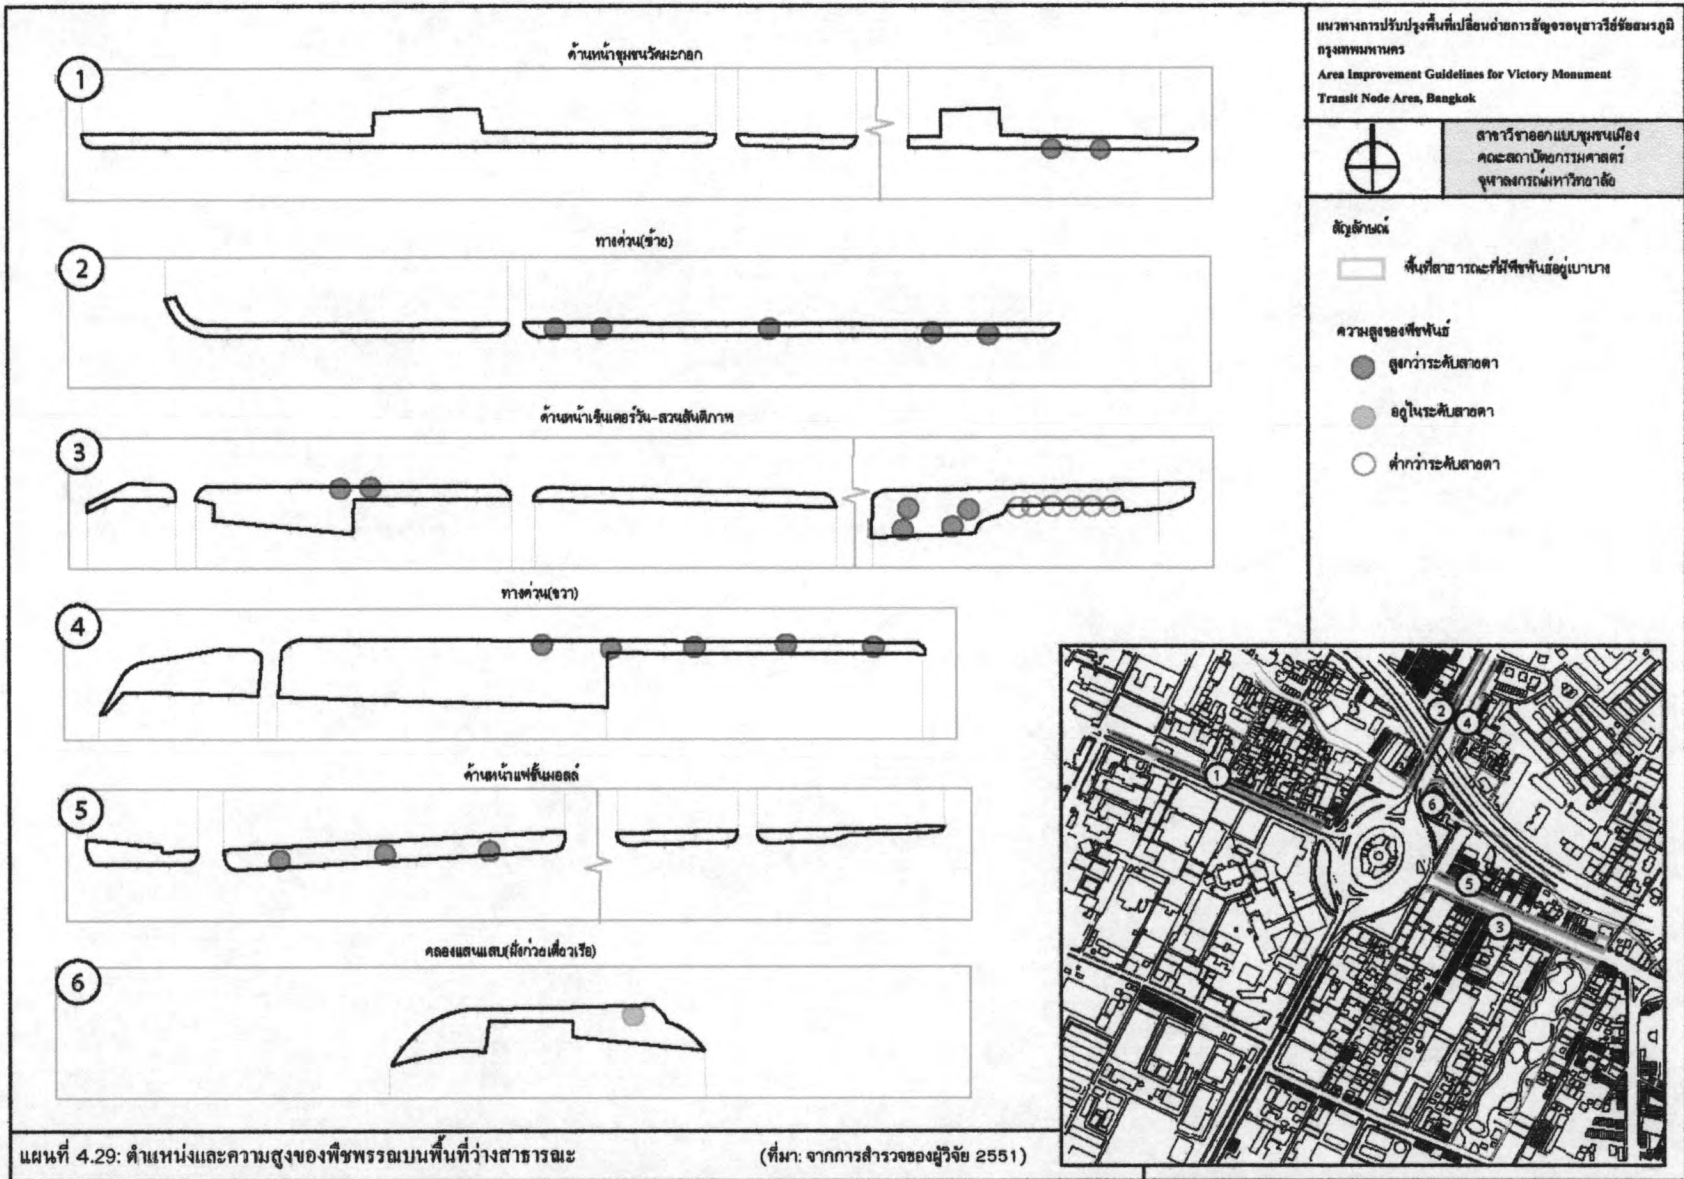 แนวทางการปรับปรุงพื้นที่เปลี่ยนถ่ายการสัญจรอนุสาวรีย์ชัยสมรภูมิ
กรุงเทพมหานคร
Area Improvement Guidelines for Victory Monument
Transit Node Area, Bangkok
สาขาวิชาออกแบบชุมชนเมือง
คณะสถาปัตยกรรมศาสตร์
จุฬาลงกรณ์มหาวิทยาลัย
สัญลักษณ์
พื้นที่สาธารณะที่มีพืชพันธ์อยู่เบาบาง
ความสูงของพืชพันธ์
สูงกว่าระดับสายตา
อยู่ในระดับสายตา
ต่ำกว่าระดับสายตา
1
ด้านหน้าชุมชนวัดมะกอก
2
ทางด่วน(ซ้าย)
3
ด้านหน้าเซ็นเตอร์วัน-สวนสันติภาพ
4
ทางด่วน(ขวา)
5
ด้านหน้าแฟชั่นมอลล์
6
คลองแสนแสบ(ฝั่งก๋วยเตี๋ยวเรือ)
2
4
1
6
5
3
แผนที่ 4.29: ตำแหน่งและความสูงของพืชพรรณบนพื้นที่ว่างสาธารณะ
(ที่มา: จากการสำรวจของผู้วิจัย 2551)